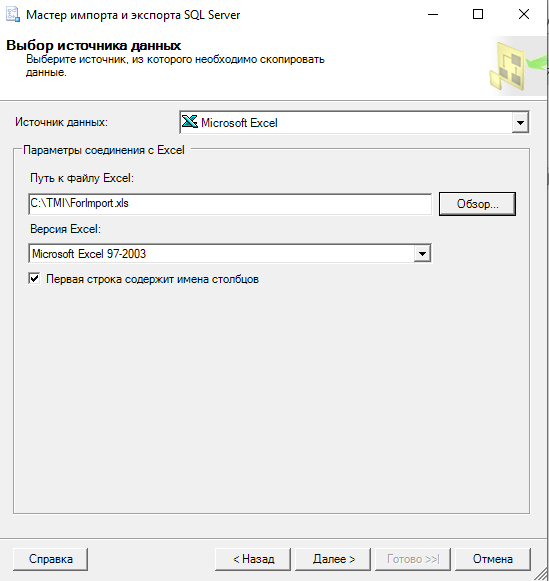 Мастер импорта и экспорта SQL Server
Выбор источника данных
Выберите источник, из которого необходимо скопировать
данные.
Источник данных: Microsoft Excel
Параметры соединения с Excel
Путь к файлу Excel:
C:\TMI\ForImport.xls Обзор...
Версия Excel:
Microsoft Excel 97-2003
Первая строка содержит имена столбцов
Справка < Назад Далее > Готово >>| Отмена